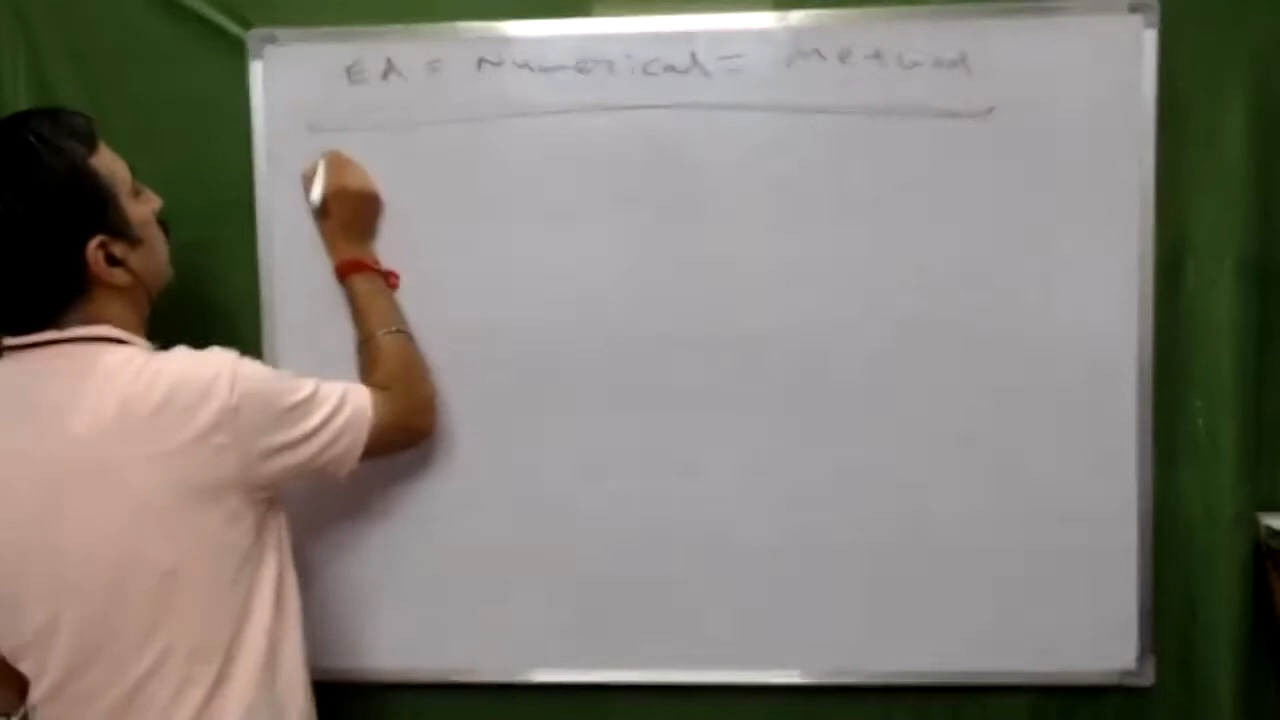 EA = Numerical = Method